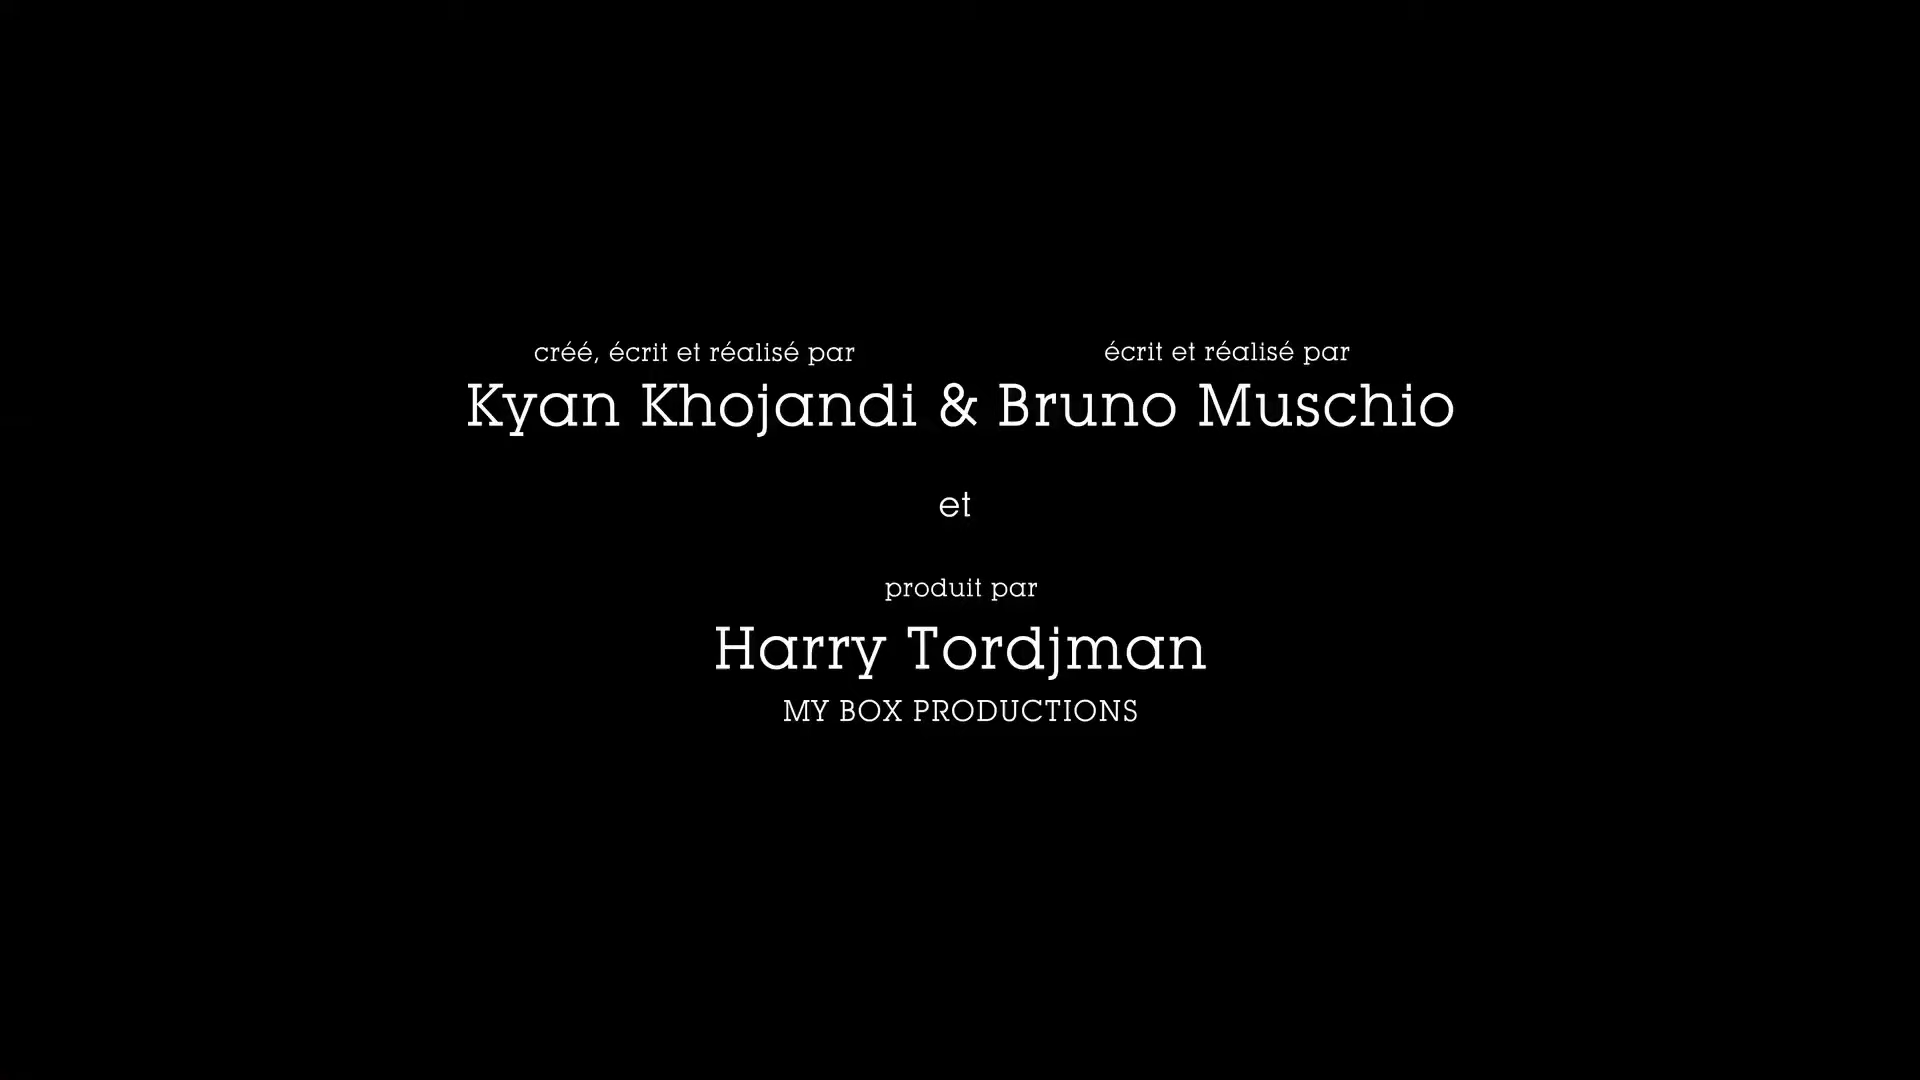 créé, écrit et réalisé par écrit et réalisé par
Kyan Khojandi & Bruno Muschio
et
produit par
Harry Tordjman
MY BOX PRODUCTIONS